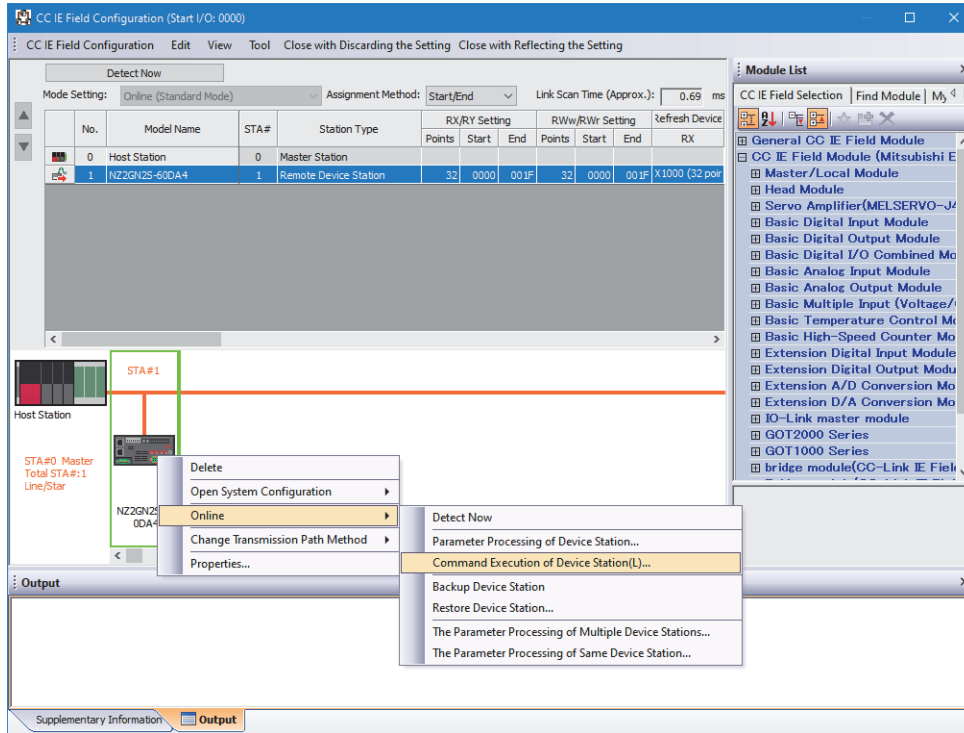 CC IE Field Configuration (Start I/O: 0000)
CC IE Field Configuration Edit View Tool Close with Discarding the Setting Close with Reflecting the Setting
Detect Now
Mode Setting: Online (Standard Mode) Assignment Method: Start/End Link Scan Time (Approx.): 0.69 ms
No. Model Name STA# Station Type RX/RY Setting RWw/RWr Setting Refresh Device
Points Start End Points Start End RX
0 Host Station 0 Master Station
1 NZ2GN2S-60DA4 1 Remote Device Station 32 0000 001F 32 0000 001F X1000 (32 poir
Module List
CC IE Field Selection Find Module My
General CC IE Field Module
CC IE Field Module (Mitsubishi E
Master/Local Module
Head Module
Servo Amplifier(MELSERVO-J4
Basic Digital Input Module
Basic Digital Output Module
Basic Digital I/O Combined Mo
Basic Analog Input Module
Basic Analog Output Module
Basic Multiple Input (Voltage/
Basic Temperature Control Mo
Basic High-Speed Counter Mo
Extension Digital Input Module
Extension Digital Output Modu
Extension A/D Conversion Mo
Extension D/A Conversion Mo
IO-Link master module
GOT2000 Series
GOT1000 Series
bridge module(CC-Link IE Fiel
STA#1
Host Station
STA#0 Master
Total STA#:1
Line/Star
NZ2GN2S
0DA4
Delete
Open System Configuration
Online
Change Transmission Path Method
Properties...
Detect Now
Parameter Processing of Device Station...
Command Execution of Device Station(L)...
Backup Device Station
Restore Device Station...
The Parameter Processing of Multiple Device Stations...
The Parameter Processing of Same Device Station...
Output
Supplementary Information Output